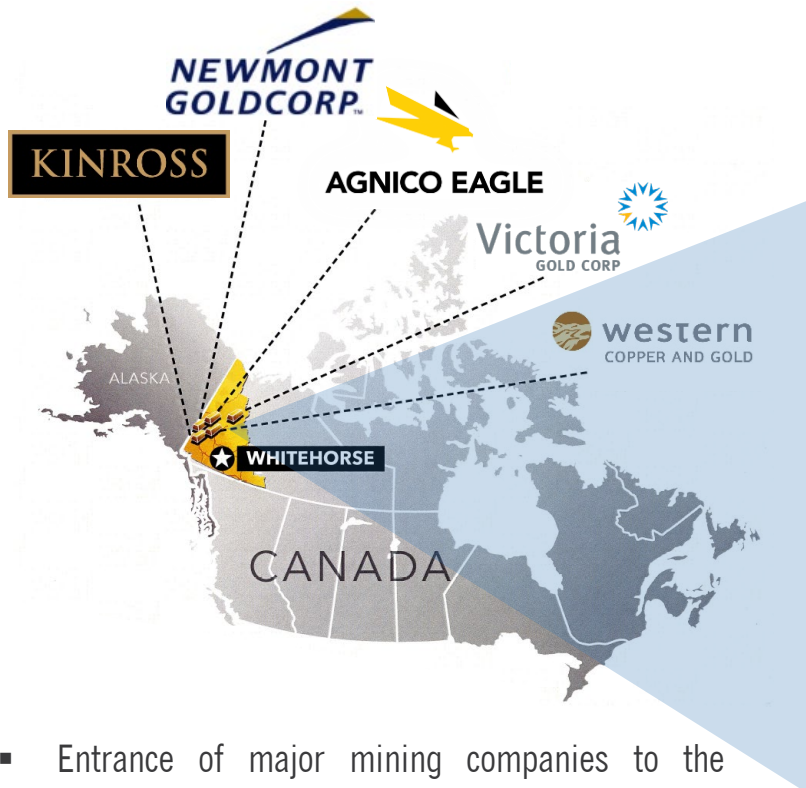 NEWMONT
GOLDCORP™
KINROSS
AGNICO EAGLE
Victoria
GOLD CORP
western
COPPER AND GOLD
ALASKA
WHITEHORSE
CANADA
▪ Entrance of major mining companies to the